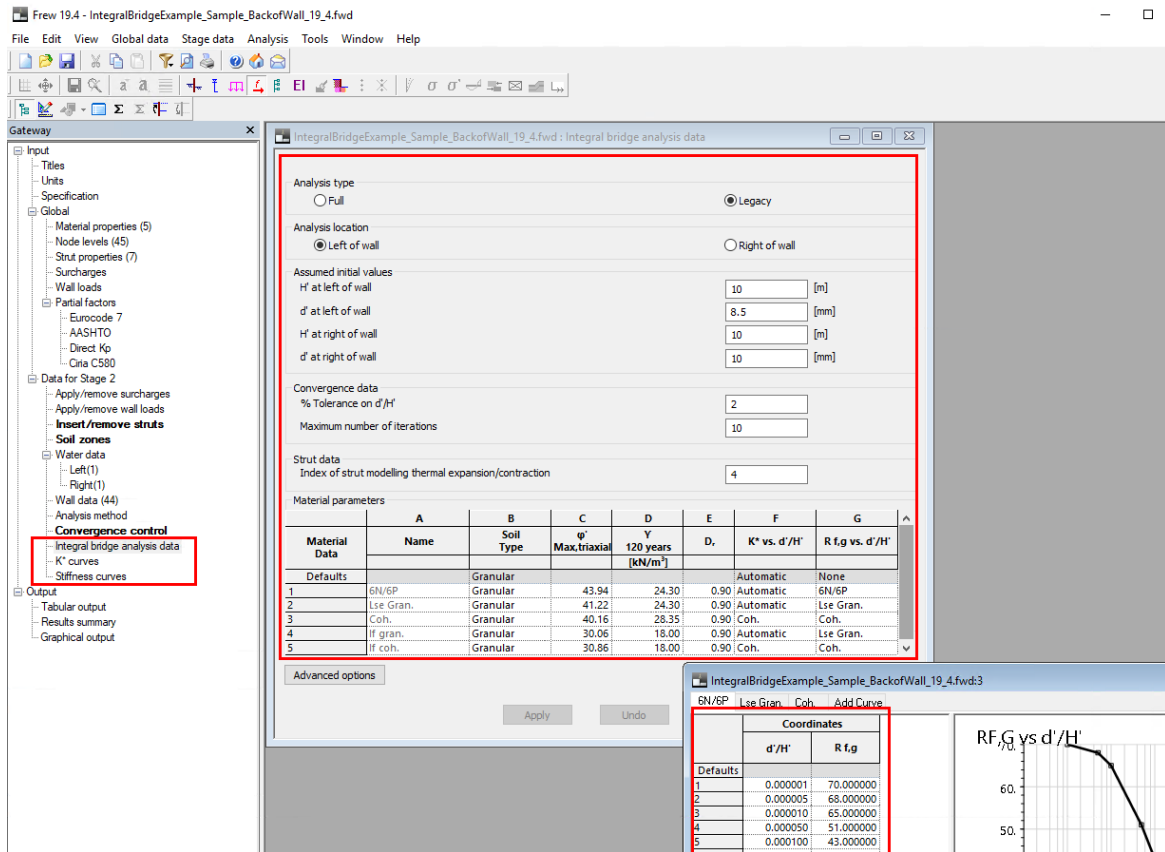 Frew 19.4 - IntegralBridgeExample_Sample_BackofWall_19_4.fwd
File Edit View Global data Stage data Analysis Tools Window Help
Gateway
Input
Titles
Units
Specification
Global
Material properties (5)
Node levels (45)
Strut properties (7)
Surcharges
Wall loads
Partial factors
Eurocode 7
AASHTO
Direct Kp
Ciria C580
Data for Stage 2
Apply/remove surcharges
Apply/remove wall loads
Insert/remove struts
Soil zones
Water data
Left(1)
Right(1)
Wall data (44)
Analysis method
Convergence control
Integral bridge analysis data
K* curves
Stiffness curves
Output
Tabular output
Results summary
Graphical output
IntegralBridgeExample_Sample_BackofWall_19_4.fwd : Integral bridge analysis data
Analysis type
Full Legacy
Analysis location
Left of wall Right of wall
Assumed initial values
H' at left of wall 10 [m]
d' at left of wall 8.5 [mm]
H' at right of wall 10 [m]
d' at right of wall 10 [mm]
Convergence data
% Tolerance on d'/H' 2
Maximum number of iterations 10
Strut data
Index of strut modelling thermal expansion/contraction 4
Material parameters
A B C D E F G
Material Data Name Soil Type φ' Max,triaxial γ 120 years [kN/m³] Dr K* vs. d'/H' R f,g vs. d'/H'
Defaults Granular Automatic None
1 6N/6P Granular 43.94 24.30 0.90 Automatic 6N/6P
2 Lse Gran. Granular 41.22 24.30 0.90 Automatic Lse Gran.
3 Coh. Granular 40.16 28.35 0.90 Coh. Coh.
4 If gran. Granular 30.06 18.00 0.90 Automatic Lse Gran.
5 If coh. Granular 30.86 18.00 0.90 Coh. Coh.
Advanced options
Apply Undo
IntegralBridgeExample_Sample_BackofWall_19_4.fwd:3
6N/6P Lse Gran. Coh. Add Curve
Coordinates
d'/H' R f,g
Defaults
1 0.000001 70.000000
2 0.000005 68.000000
3 0.000010 65.000000
4 0.000050 51.000000
5 0.000100 43.000000
RF,G vs d'/H'
70.
60.
50.